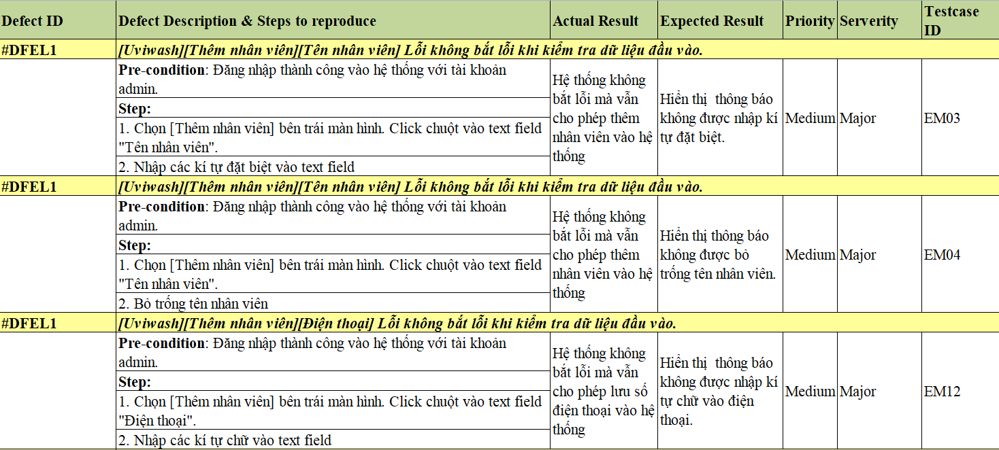 Defect ID
Defect Description & Steps to reproduce
Actual Result
Expected Result
Priority
Serverity
Testcase
ID
#DFEL1
[Uviwash][Thêm nhân viên][Tên nhân viên] Lỗi không bắt lỗi khi kiểm tra dữ liệu đầu vào.
Pre-condition: Đăng nhập thành công vào hệ thống với tài khoản
admin.
Step:
1. Chọn [Thêm nhân viên] bên trái màn hình. Click chuột vào text field
"Tên nhân viên".
2. Nhập các kí tự đặt biệt vào text field
Hệ thống không
bắt lỗi mà vẫn
cho phép thêm
nhân viên vào hệ
thống
Hiển thị  thông báo
không được nhập kí
tự đặt biệt.
Medium
Major
EM03
#DFEL1
[Uviwash][Thêm nhân viên][Tên nhân viên] Lỗi không bắt lỗi khi kiểm tra dữ liệu đầu vào.
Pre-condition: Đăng nhập thành công vào hệ thống với tài khoản
admin.
Step:
1. Chọn [Thêm nhân viên] bên trái màn hình. Click chuột vào text field
"Tên nhân viên".
2. Bỏ trống tên nhân viên
Hệ thống không
bắt lỗi mà vẫn
cho phép thêm
nhân viên vào hệ
thống
Hiển thị thông báo
không được bỏ
trống tên nhân viên.
Medium
Major
EM04
#DFEL1
[Uviwash][Thêm nhân viên][Điện thoại] Lỗi không bắt lỗi khi kiểm tra dữ liệu đầu vào.
Pre-condition: Đăng nhập thành công vào hệ thống với tài khoản
admin.
Step:
1. Chọn [Thêm nhân viên] bên trái màn hình. Click chuột vào text field
"Điện thoại".
2. Nhập các kí tự chữ vào text field
Hệ thống không
bắt lỗi mà vẫn
cho phép lưu số
điện thoại vào hệ
thống
Hiển thị  thông báo
không được nhập kí
tự chữ vào điện
thoại.
Medium
Major
EM12